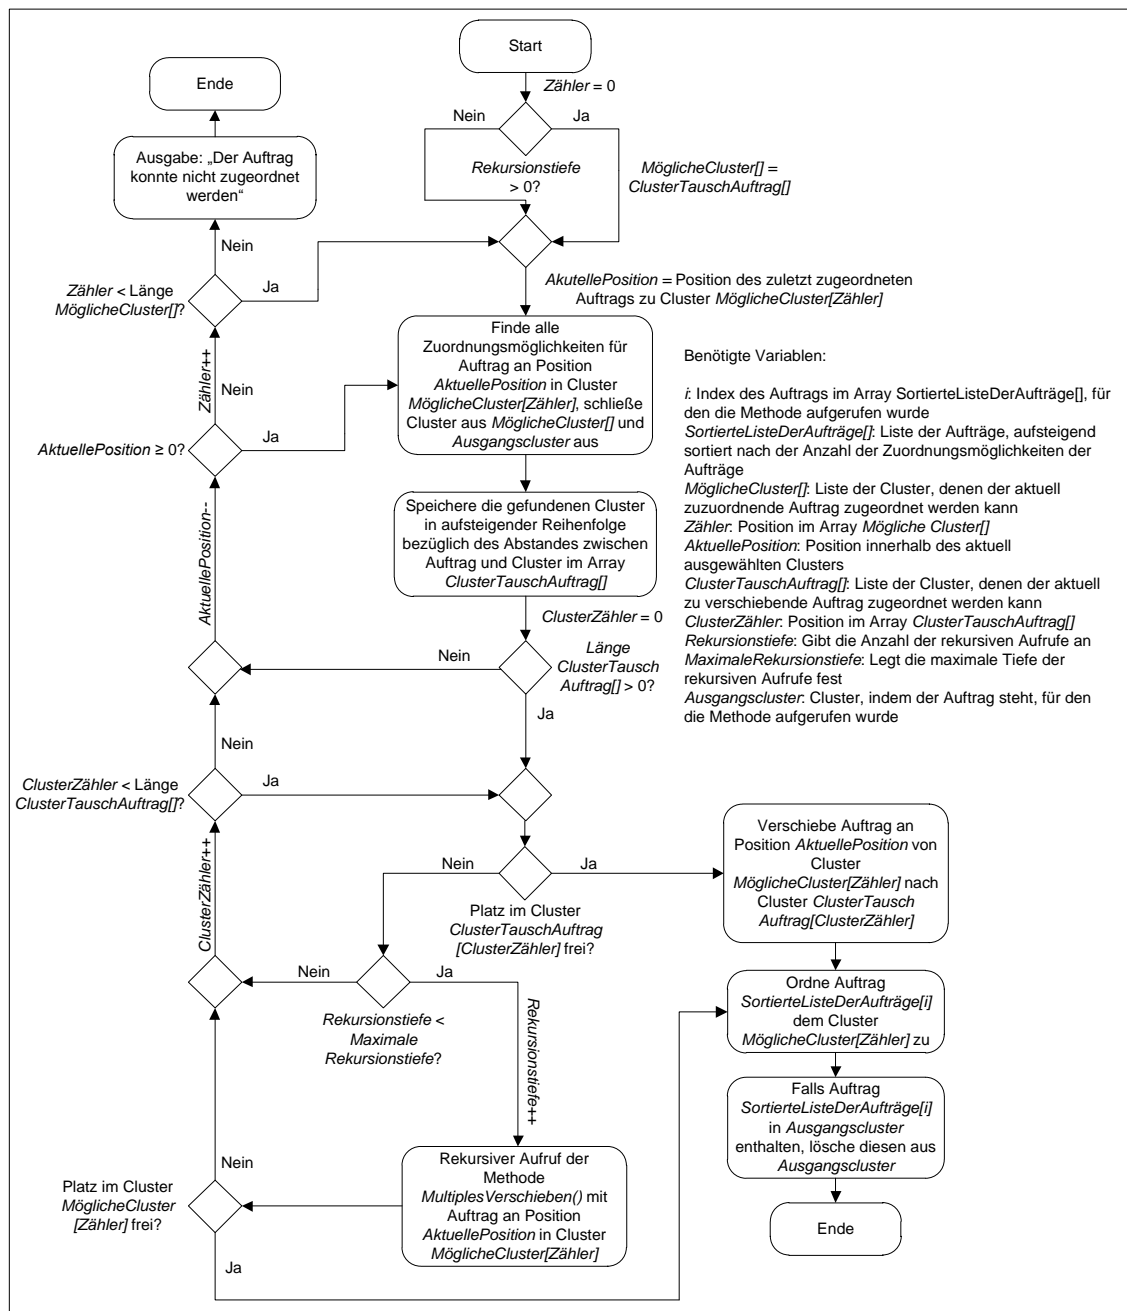 Start
Zähler = 0
Nein
Ja
Rekursionstiefe
> 0?
MöglicheCluster[] =
ClusterTauschAuftrag[]
Ende
Ausgabe: „Der Auftrag
konnte nicht zugeordnet
werden“
Nein
Zähler < Länge
MöglicheCluster[]?
Ja
AkutellePosition = Position des zuletzt zugeordneten
Auftrags zu Cluster MöglicheCluster[Zähler]
Finde alle
Zuordnungsmöglichkeiten für
Auftrag an Position
AktuellePosition in Cluster
MöglicheCluster[Zähler], schließe
Cluster aus MöglicheCluster[] und
Ausgangscluster aus
Zähler++
Nein
AktuellePosition ≥ 0?
Ja
Speichere die gefundenen Cluster
in aufsteigender Reihenfolge
bezüglich des Abstandes zwischen
Auftrag und Cluster im Array
ClusterTauschAuftrag[]
AktuellePosition--
ClusterZähler = 0
Nein
Länge
ClusterTausch
Auftrag[] > 0?
Ja
Benötigte Variablen:
i: Index des Auftrags im Array SortierteListeDerAufträge[], für
den die Methode aufgerufen wurde
SortierteListeDerAufträge[]: Liste der Aufträge, aufsteigend
sortiert nach der Anzahl der Zuordnungsmöglichkeiten der
Aufträge
MöglicheCluster[]: Liste der Cluster, denen der aktuell
zuzuordnende Auftrag zugeordnet werden kann
Zähler: Position im Array Mögliche Cluster[]
AktuellePosition: Position innerhalb des aktuell
ausgewählten Clusters
ClusterTauschAuftrag[]: Liste der Cluster, denen der aktuell
zu verschiebende Auftrag zugeordnet werden kann
ClusterZähler: Position im Array ClusterTauschAuftrag[]
Rekursionstiefe: Gibt die Anzahl der rekursiven Aufrufe an
MaximaleRekursionstiefe: Legt die maximale Tiefe der
rekursiven Aufrufe fest
Ausgangscluster: Cluster, indem der Auftrag steht, für den
die Methode aufgerufen wurde
Nein
ClusterZähler < Länge
ClusterTauschAuftrag[]?
Ja
ClusterZähler++
Nein
Ja
Platz im Cluster
ClusterTauschAuftrag
[ClusterZähler] frei?
Verschiebe Auftrag an
Position AktuellePosition von
Cluster
MöglicheCluster[Zähler] nach
Cluster ClusterTausch
Auftrag[ClusterZähler]
Nein
Ja
Rekursionstiefe <
Maximale
Rekursionstiefe?
Rekursionstiefe++
Ordne Auftrag
SortierteListeDerAufträge[i]
dem Cluster
MöglicheCluster[Zähler] zu
Falls Auftrag
SortierteListeDerAufträge[i]
in Ausgangscluster
enthalten, lösche diesen aus
Ausgangscluster
Ende
Nein
Platz im Cluster
MöglicheCluster
[Zähler] frei?
Ja
Rekursiver Aufruf der
Methode
MultiplesVerschieben() mit
Auftrag an Position
AktuellePosition in Cluster
MöglicheCluster[Zähler]